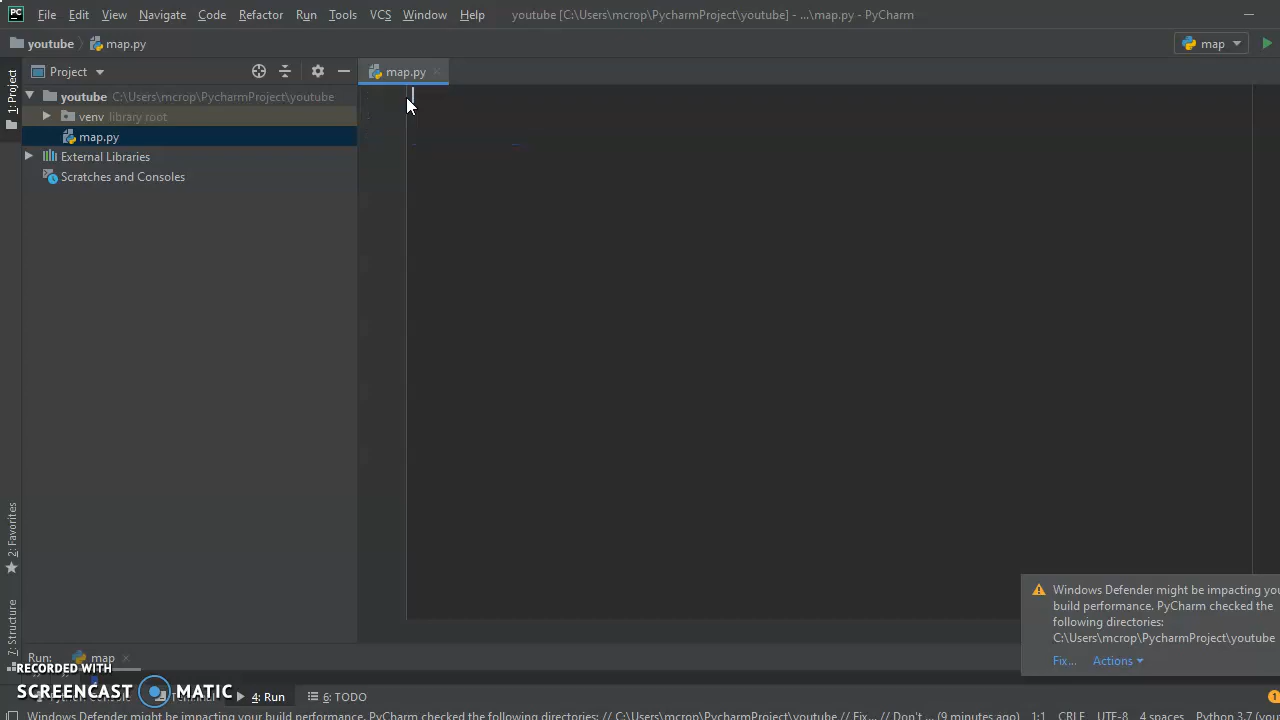 PC File Edit View Navigate Code Refactor Run Tools VCS Window Help youtube [C:\Users\mcrop\PycharmProject\youtube] - ...\map.py - PyCharm
youtube map.py map
1: Project Project map.py
youtube C:\Users\mcrop\PycharmProject\youtube
venv library root
map.py
External Libraries
Scratches and Consoles
2: Favorites
7: Structure
Windows Defender might be impacting you
build performance. PyCharm checked the
following directories:
C:\Users\mcrop\PycharmProject\youtube
Fix... Actions
Run: map
RECORDED WITH
SCREENCAST MATIC
4: Run 6: TODO
Windows Defender might be impacting your build performance. PyCharm checked the following directories: // C:\Users\mcrop\PycharmProject\youtube // Fix... // Don't ... (9 minutes ago) 1:1 CRLF UTF-8 4 spaces Python 3.7